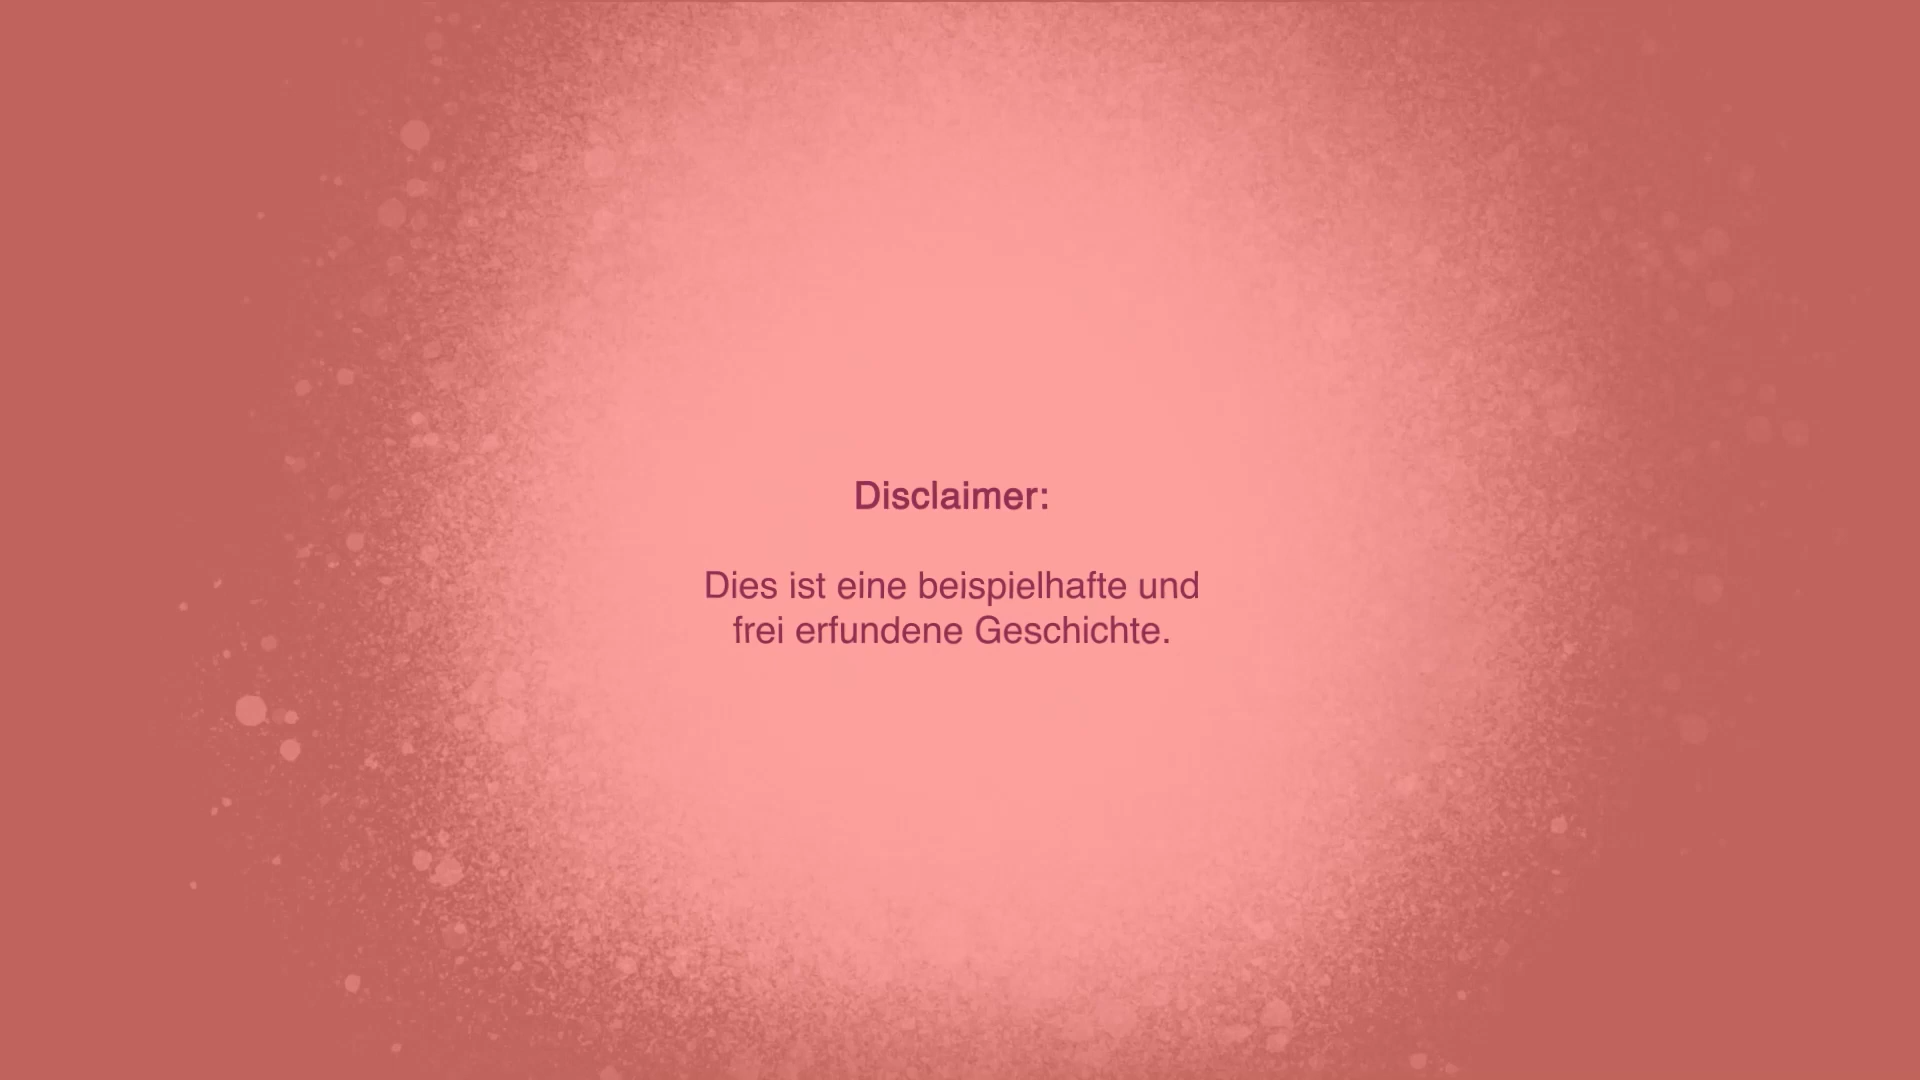 Disclaimer:
Dies ist eine beispielhafte und
frei erfundene Geschichte.